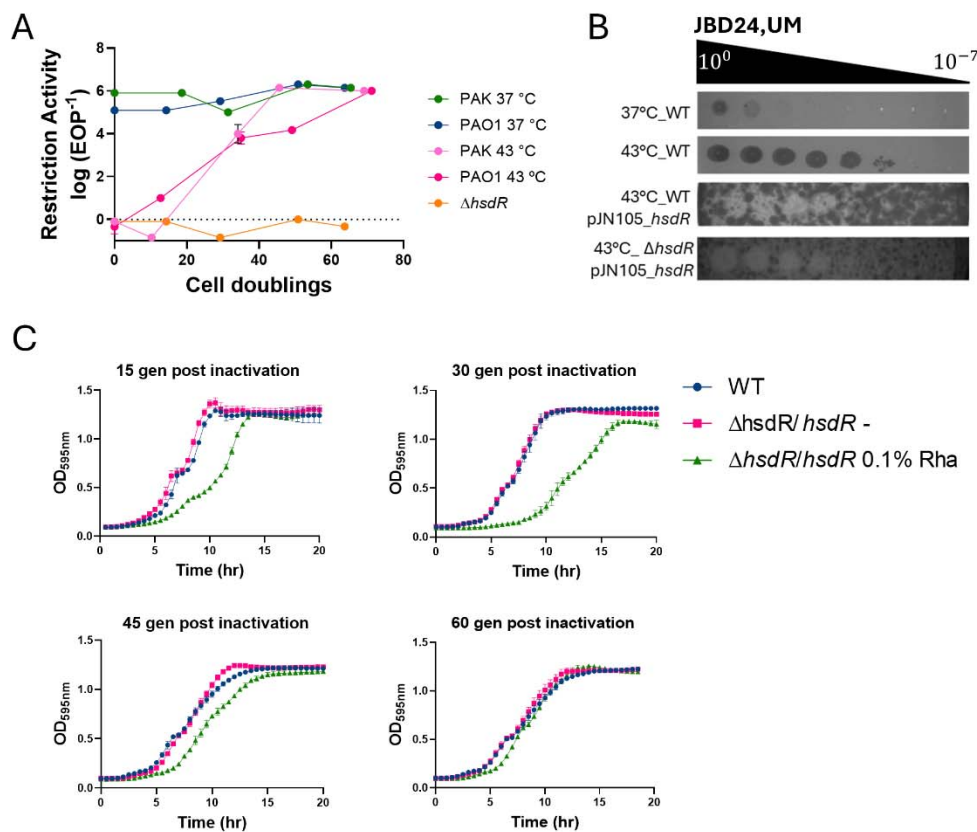 A
Restriction Activity
log (EOP⁻¹)
8
6
4
2
0
0
20
40
60
80
Cell doublings
PAK 37 °C
PAO1 37 °C
PAK 43 °C
PAO1 43 °C
ΔhsdR
B
JBD24,UM
10⁰
10⁻⁷
37ºC_WT
43ºC_WT
43ºC_WT
pJN105_hsdR
43ºC_ ΔhsdR
pJN105_hsdR
C
15 gen post inactivation
OD595nm
1.5
1.0
0.5
0.0
0
5
10
15
20
Time (hr)
30 gen post inactivation
OD595nm
1.5
1.0
0.5
0.0
0
5
10
15
20
Time (hr)
WT
ΔhsdR/hsdR -
ΔhsdR/hsdR 0.1% Rha
45 gen post inactivation
OD595nm
1.5
1.0
0.5
0.0
0
5
10
15
20
Time (hr)
60 gen post inactivation
OD595nm
1.5
1.0
0.5
0.0
0
5
10
15
20
Time (hr)